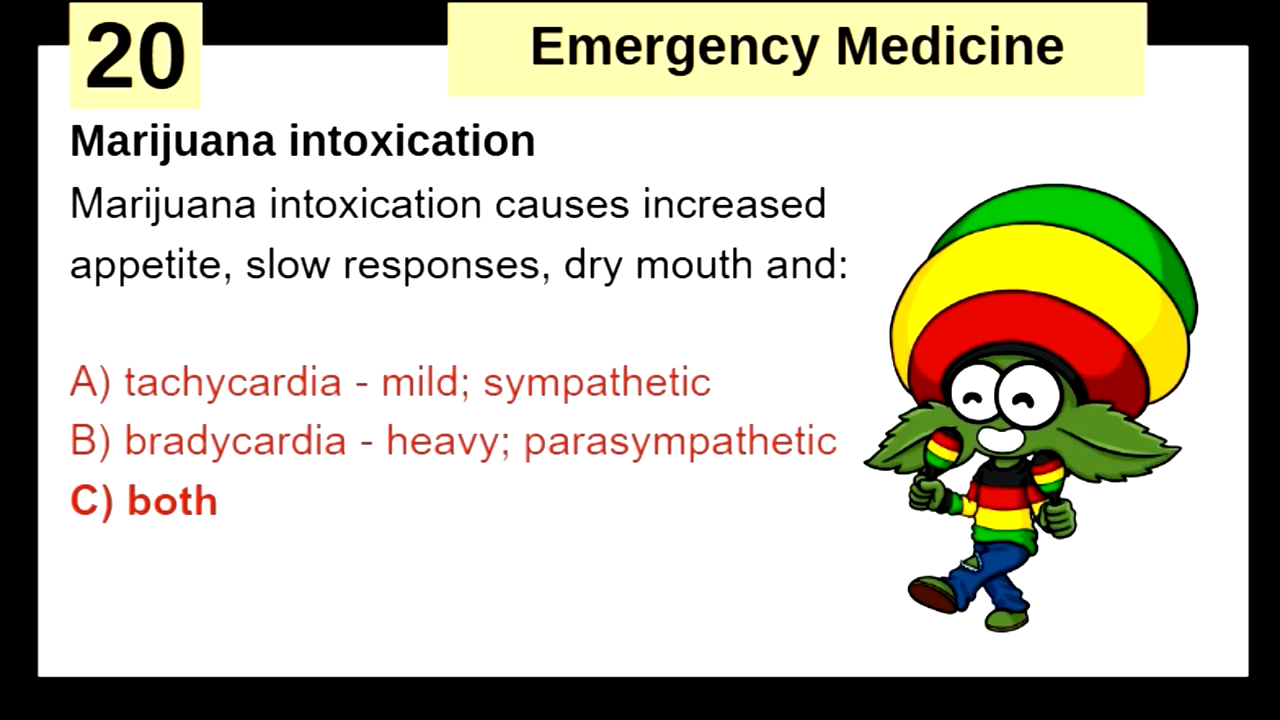 20
Emergency Medicine
Marijuana intoxication
Marijuana intoxication causes increased
appetite, slow responses, dry mouth and:
A) tachycardia - mild; sympathetic
B) bradycardia - heavy; parasympathetic
C) both